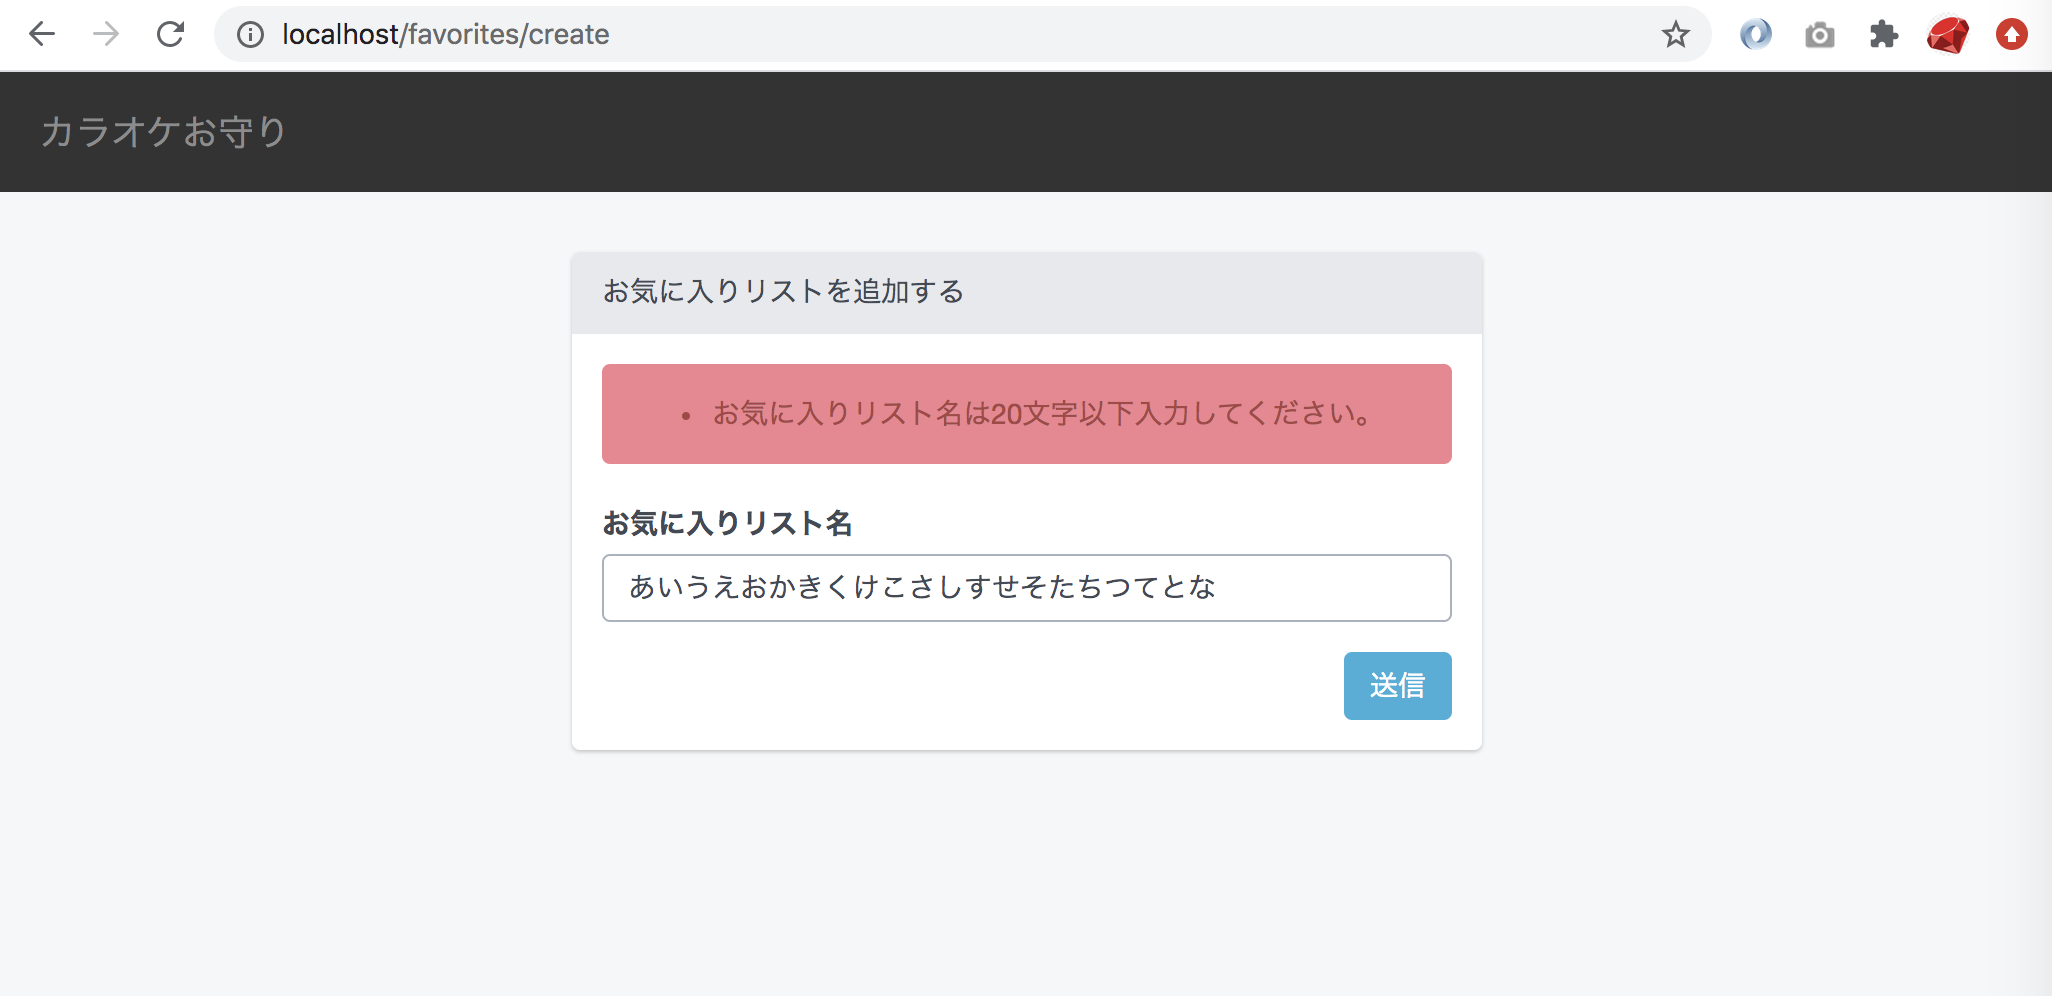 localhost/favorites/create
カラオケお守り
お気に入りリストを追加する
• お気に入りリスト名は20文字以下入力してください。
お気に入りリスト名
あいうえおかきくけこさしすせそたちつてとな
送信